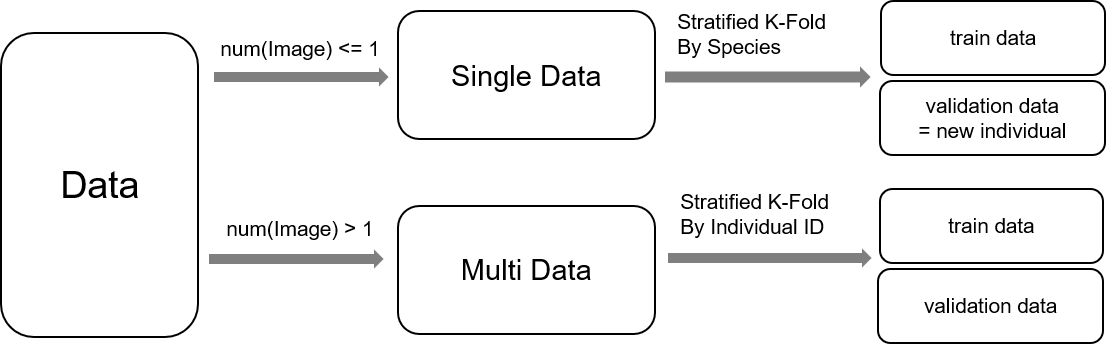 Data
num(Image) <= 1
Single Data
Stratified K-Fold
By Species
train data
validation data
= new individual
num(Image) > 1
Multi Data
Stratified K-Fold
By Individual ID
train data
validation data